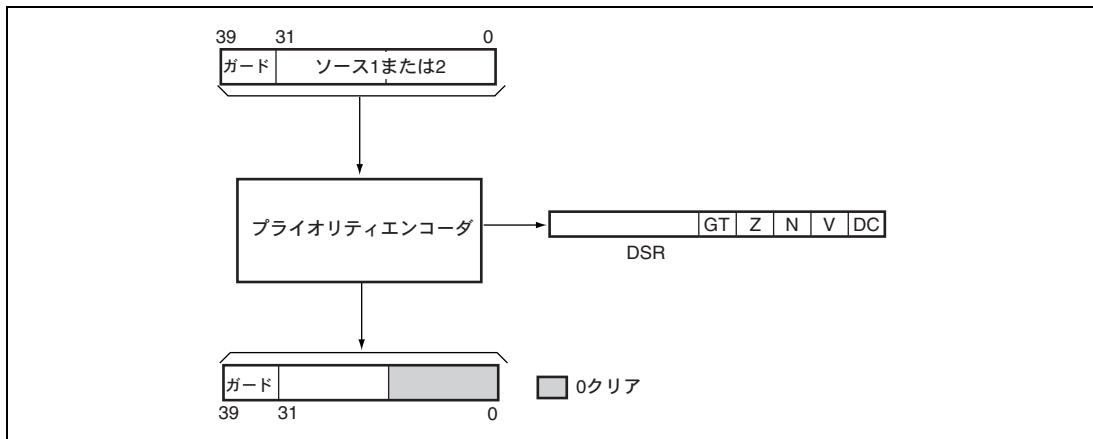 39 31 0
ガード ソース1または2
プライオリティエンコーダ
GT Z N V DC
DSR
ガード
0クリア
39 31 0